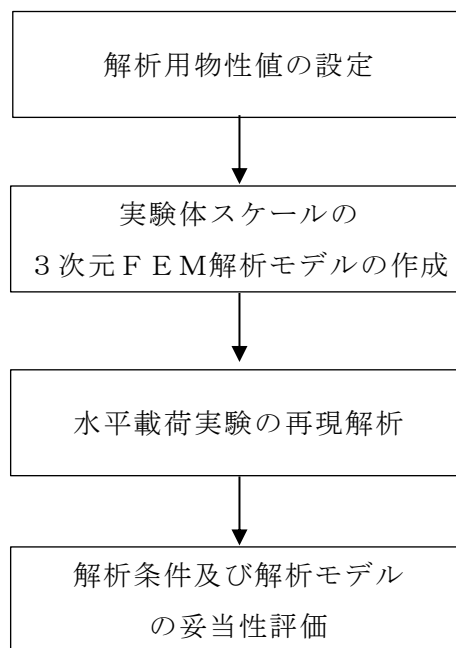 解析用物性値の設定
実験体スケールの
３次元ＦＥＭ解析モデルの作成
水平載荷実験の再現解析
解析条件及び解析モデル
の妥当性評価